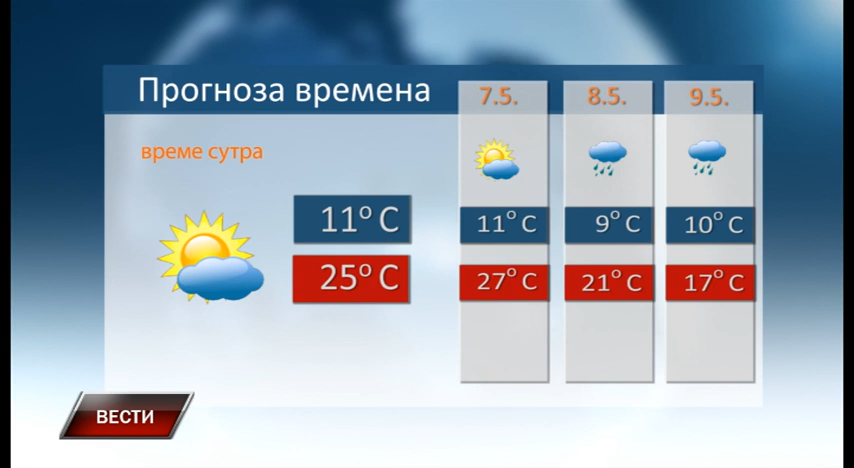 Прогноза времена
време сутра
11° C
25° C
7.5.
11° C
27° C
8.5.
9° C
21° C
9.5.
10° C
17° C
ВЕСТИ